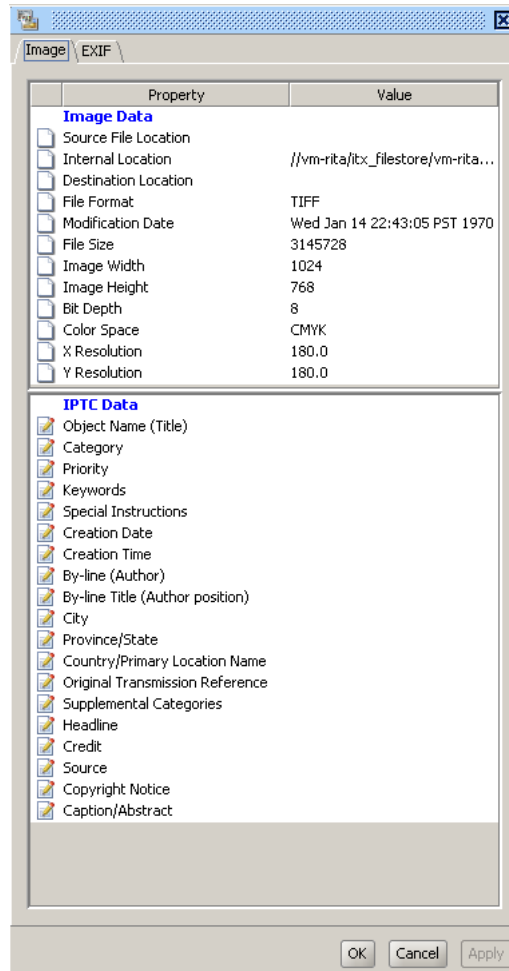 Image EXIF
Property Value
Image Data
Source File Location
Internal Location //vm-rita/itx_filestore/vm-rita...
Destination Location
File Format TIFF
Modification Date Wed Jan 14 22:43:05 PST 1970
File Size 3145728
Image Width 1024
Image Height 768
Bit Depth 8
Color Space CMYK
X Resolution 180.0
Y Resolution 180.0
IPTC Data
Object Name (Title)
Category
Priority
Keywords
Special Instructions
Creation Date
Creation Time
By-line (Author)
By-line Title (Author position)
City
Province/State
Country/Primary Location Name
Original Transmission Reference
Supplemental Categories
Headline
Credit
Source
Copyright Notice
Caption/Abstract
OK Cancel Apply